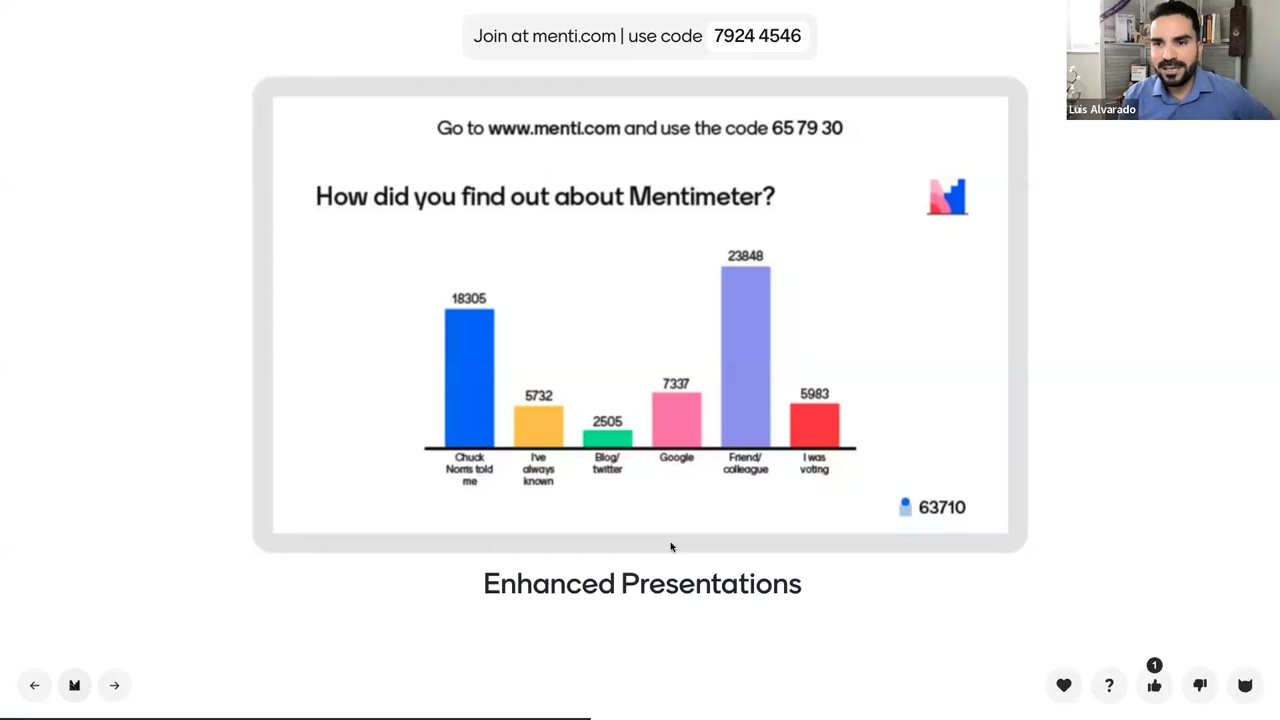 Join at menti.com | use code 7924 4546
Luis Alvarado
Go to www.menti.com and use the code 65 79 30
How did you find out about Mentimeter?
18305
5732
2505
7337
23848
5983
Chuck
Norris told
me
I've
always
known
Blog/
twitter
Google
Friend/
colleague
I was
voting
63710
Enhanced Presentations
?
1